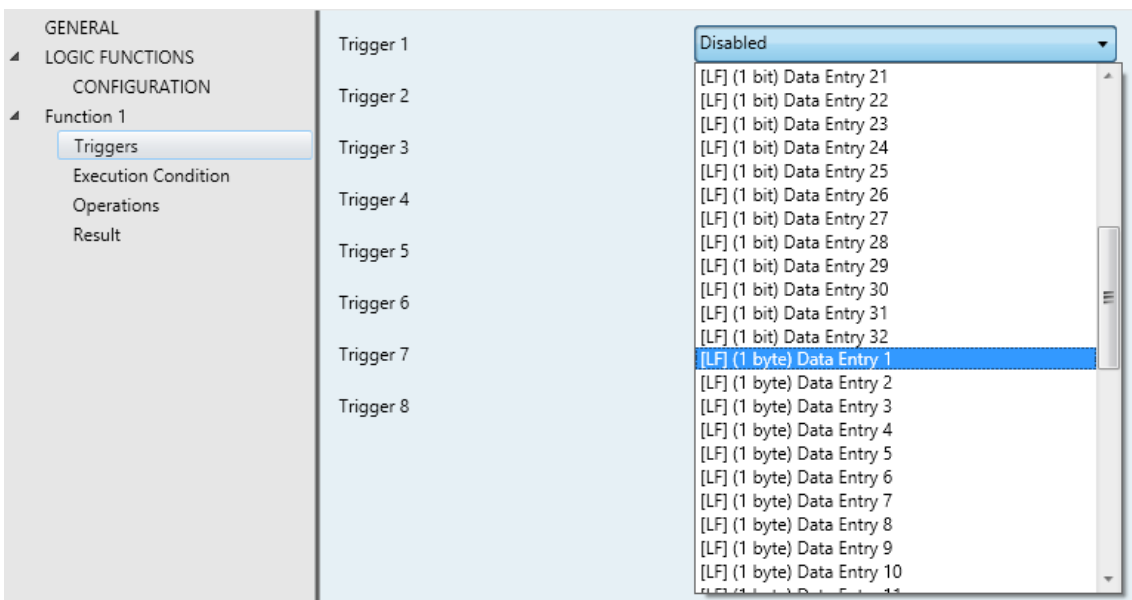 GENERAL
LOGIC FUNCTIONS
CONFIGURATION
Function 1
Triggers
Execution Condition
Operations
Result
Trigger 1
Trigger 2
Trigger 3
Trigger 4
Trigger 5
Trigger 6
Trigger 7
Trigger 8
Disabled
[LF] (1 bit) Data Entry 21
[LF] (1 bit) Data Entry 22
[LF] (1 bit) Data Entry 23
[LF] (1 bit) Data Entry 24
[LF] (1 bit) Data Entry 25
[LF] (1 bit) Data Entry 26
[LF] (1 bit) Data Entry 27
[LF] (1 bit) Data Entry 28
[LF] (1 bit) Data Entry 29
[LF] (1 bit) Data Entry 30
[LF] (1 bit) Data Entry 31
[LF] (1 bit) Data Entry 32
[LF] (1 byte) Data Entry 1
[LF] (1 byte) Data Entry 2
[LF] (1 byte) Data Entry 3
[LF] (1 byte) Data Entry 4
[LF] (1 byte) Data Entry 5
[LF] (1 byte) Data Entry 6
[LF] (1 byte) Data Entry 7
[LF] (1 byte) Data Entry 8
[LF] (1 byte) Data Entry 9
[LF] (1 byte) Data Entry 10